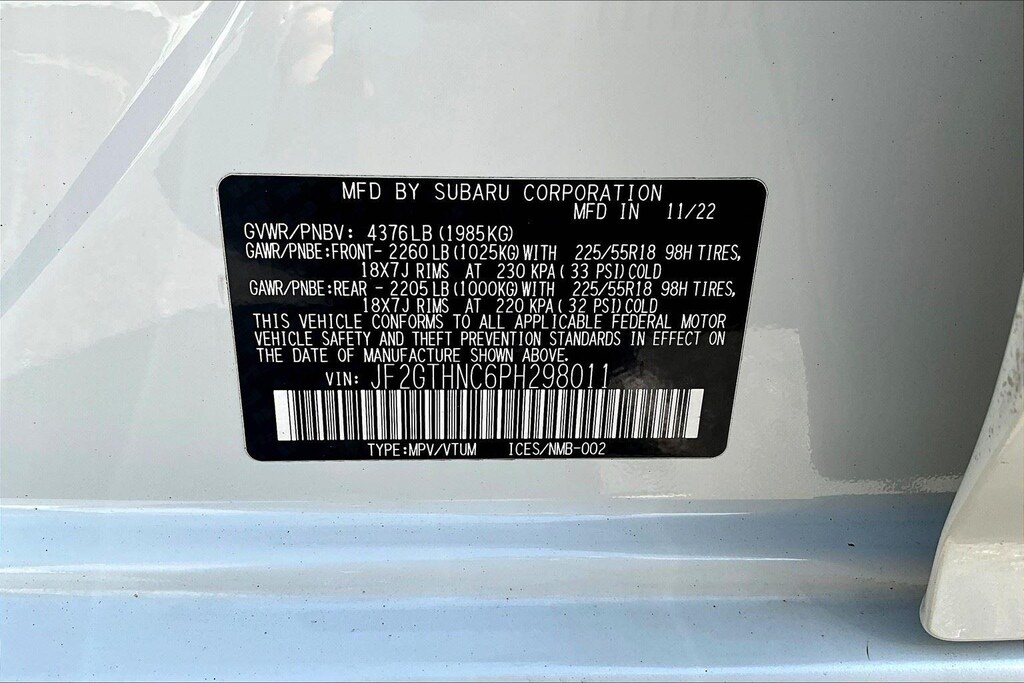 MFD BY SUBARU CORPORATION
MFD IN 11/22
GVWR/PNBV: 4376LB(1985KG)
GAWR/PNBE:FRONT- 2260LB(1025KG)WITH 225/55R18 98H TIRES,
18X7J RIMS AT 230 KPA( 33 PSI)COLD
GAWR/PNBE:REAR - 2205LB(1000KG)WITH 225/55R18 98H TIRES,
18X7J RIMS AT 220 KPA( 32 PSI)COLD
THIS VEHICLE CONFORMS TO ALL APPLICABLE FEDERAL MOTOR
VEHICLE SAFETY AND THEFT PREVENTION STANDARDS IN EFFECT ON
THE DATE OF MANUFACTURE SHOWN ABOVE.
VIN: JF2GTHNC6PH298011
TYPE:MPV/VTUM ICES/NMB-002